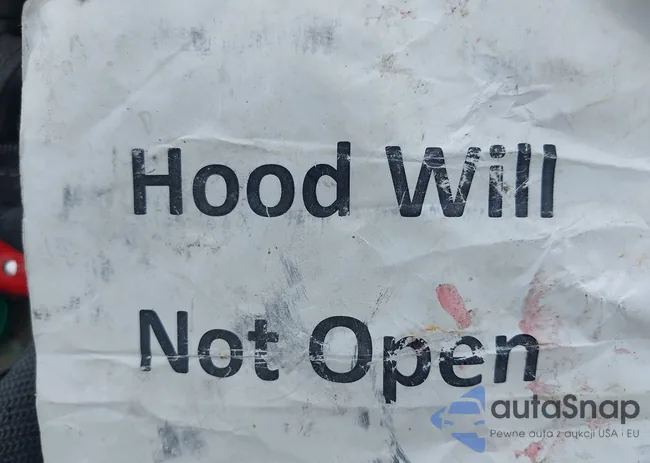 Hood Will
Not Open
autaSnap
Pewne auta z aukcji USA i EU